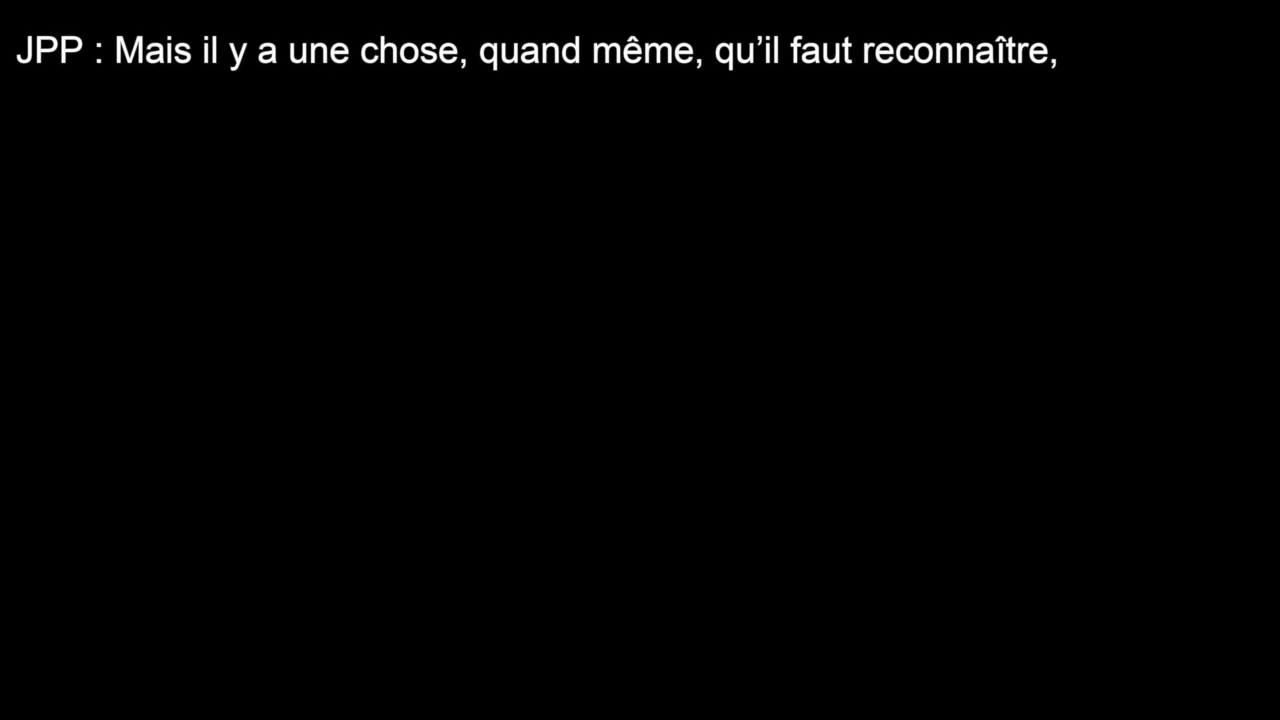 JPP : Mais il y a une chose, quand même, qu’il faut reconnaître,